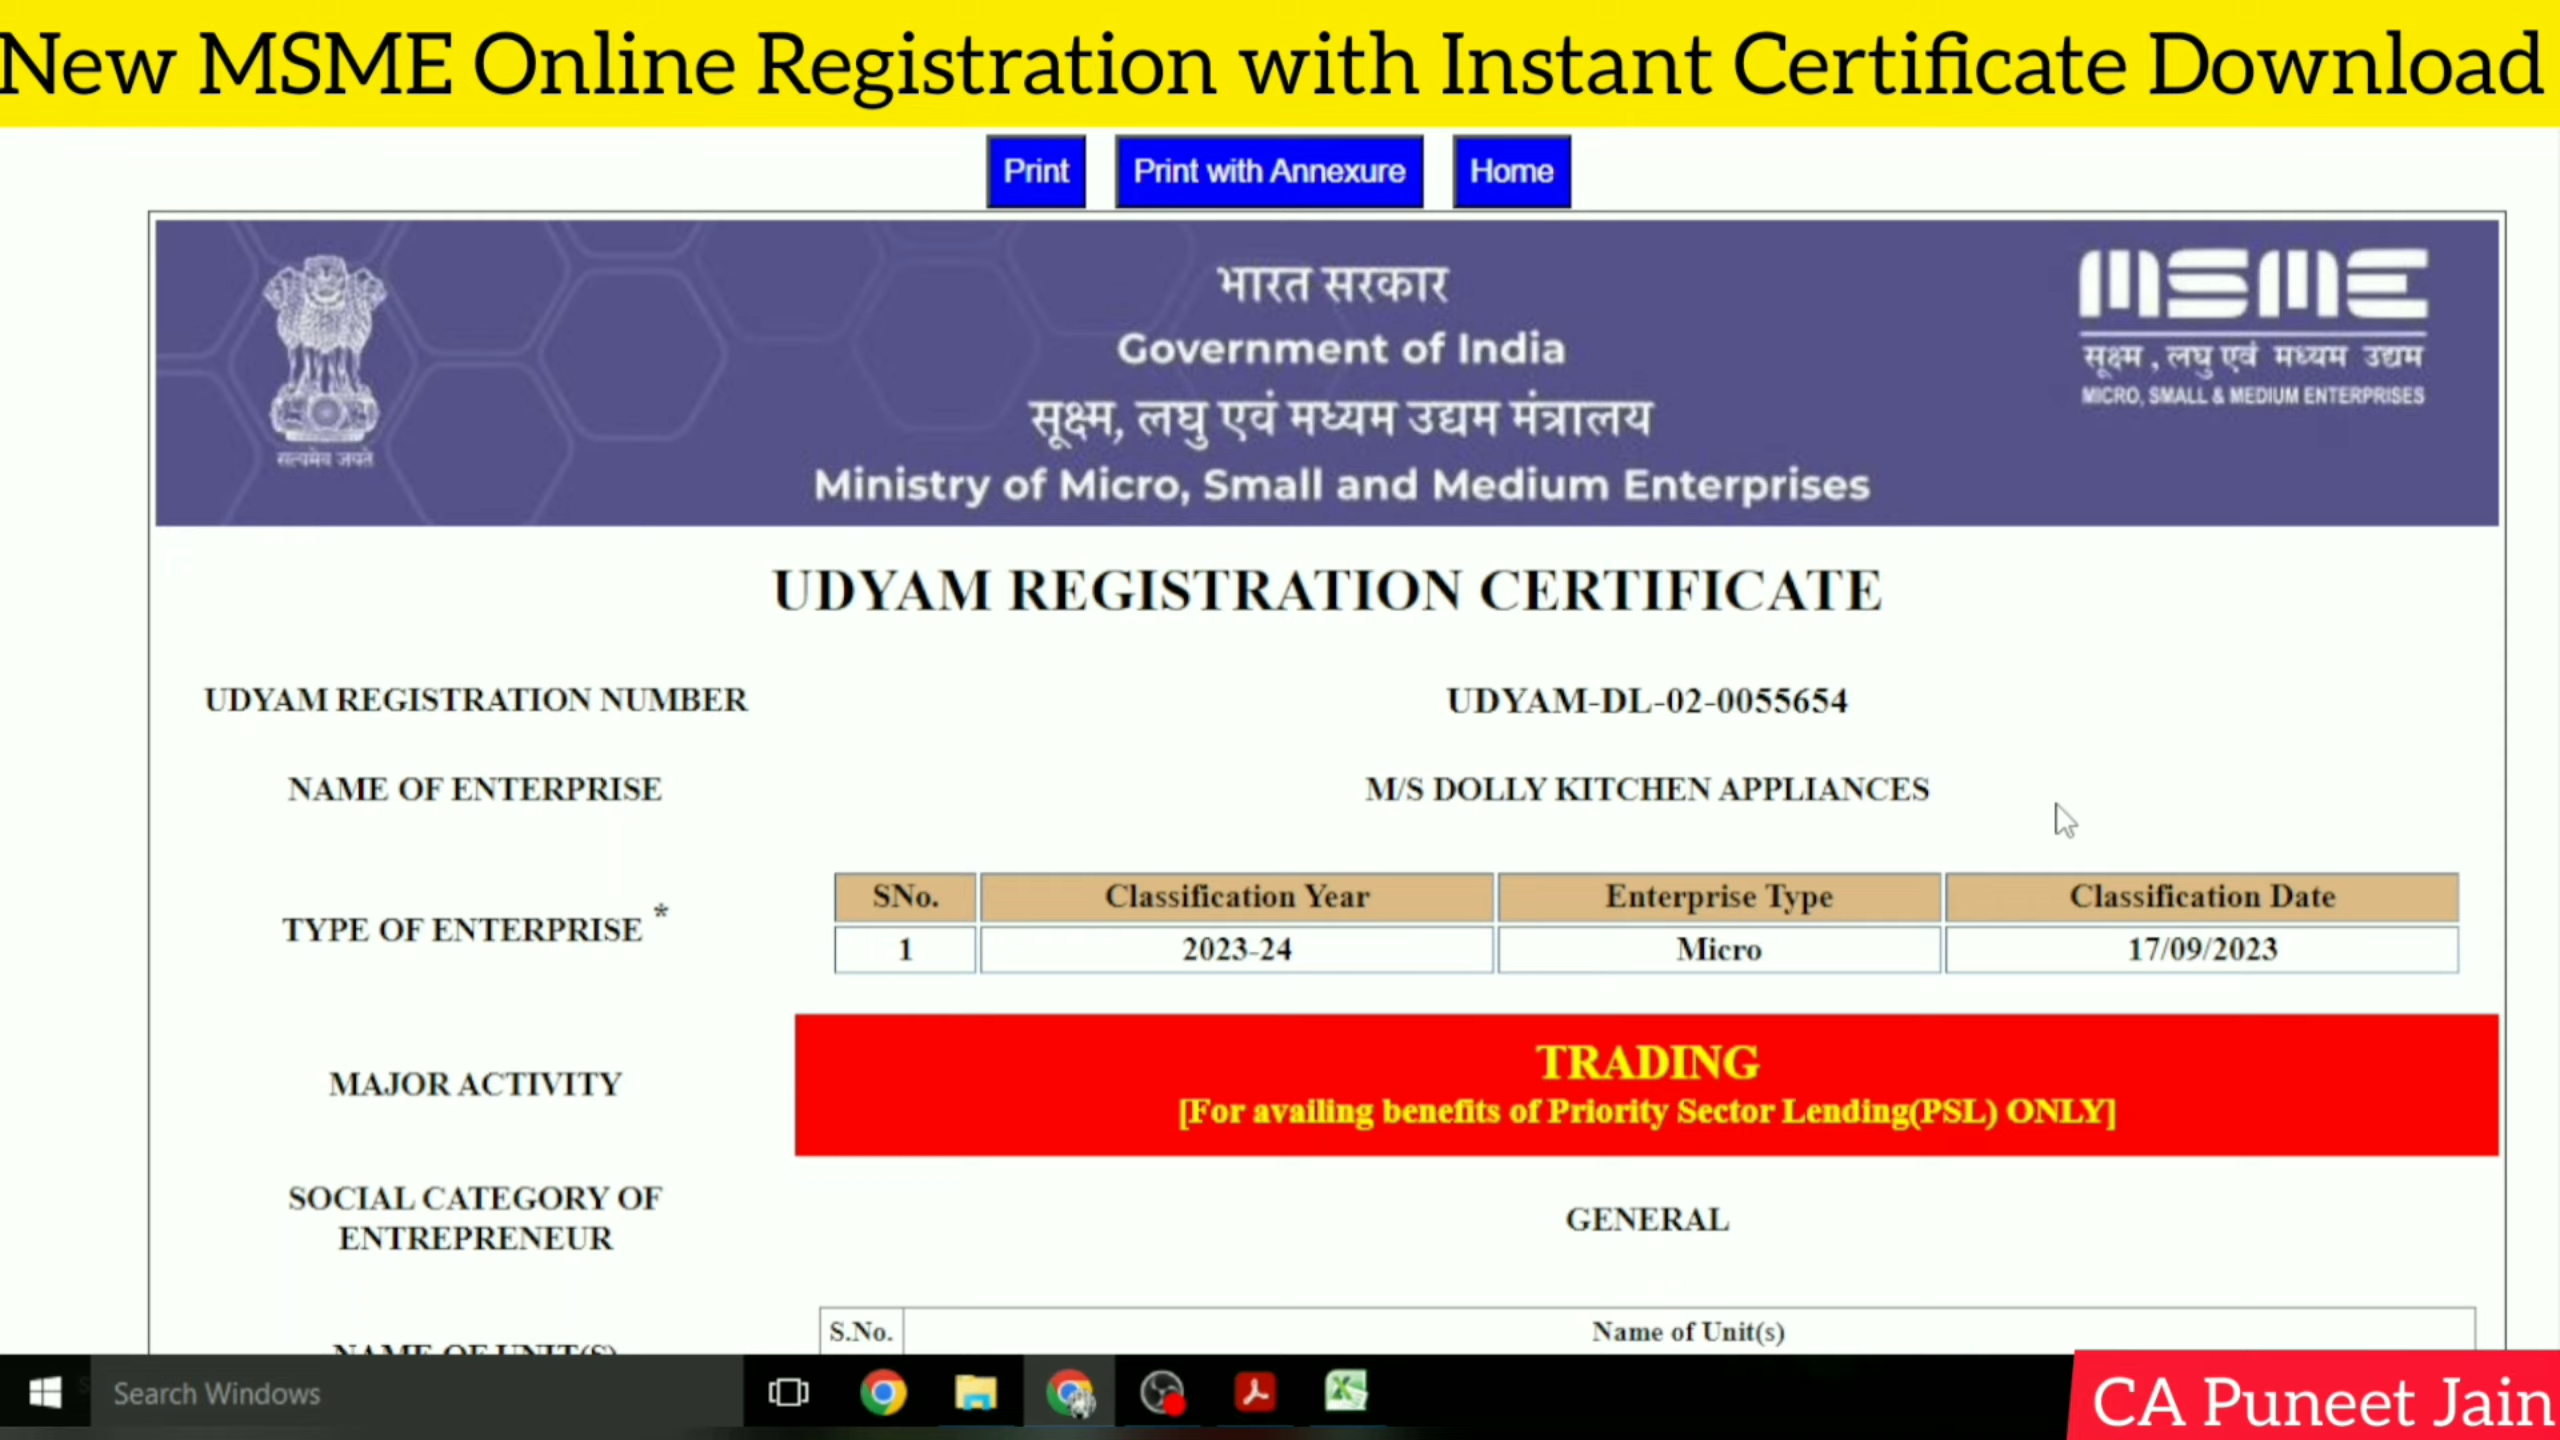 New MSME Online Registration with Instant Certificate Download
Print Print with Annexure Home
भारत सरकार
Government of India
सूक्ष्म, लघु एवं मध्यम उद्यम मंत्रालय
Ministry of Micro, Small and Medium Enterprises
सत्यमेव जयते
MSME
सूक्ष्म , लघु एवं मध्यम उद्यम
MICRO, SMALL & MEDIUM ENTERPRISES
UDYAM REGISTRATION CERTIFICATE
UDYAM REGISTRATION NUMBER UDYAM-DL-02-0055654
NAME OF ENTERPRISE M/S DOLLY KITCHEN APPLIANCES
TYPE OF ENTERPRISE *
SNo. Classification Year Enterprise Type Classification Date
1 2023-24 Micro 17/09/2023
MAJOR ACTIVITY
TRADING
[For availing benefits of Priority Sector Lending(PSL) ONLY]
SOCIAL CATEGORY OF
ENTREPRENEUR
GENERAL
S.No. Name of Unit(s)
NAME OF UNIT(S)
Search Windows
CA Puneet Jain